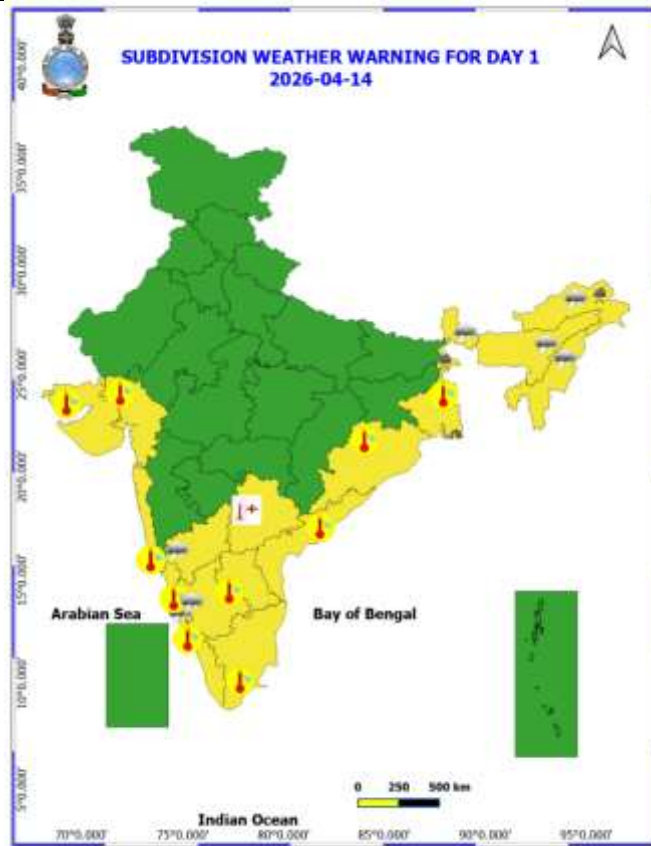 SUBDIVISION WEATHER WARNING FOR DAY 1
2026-04-14
40°0.000'
35°0.000'
30°0.000'
25°0.000'
20°0.000'
15°0.000'
10°0.000'
5°0.000'
Arabian Sea
Bay of Bengal
0 250 500 km
Indian Ocean
70°0.000' 75°0.000' 80°0.000' 85°0.000' 90°0.000' 95°0.000'